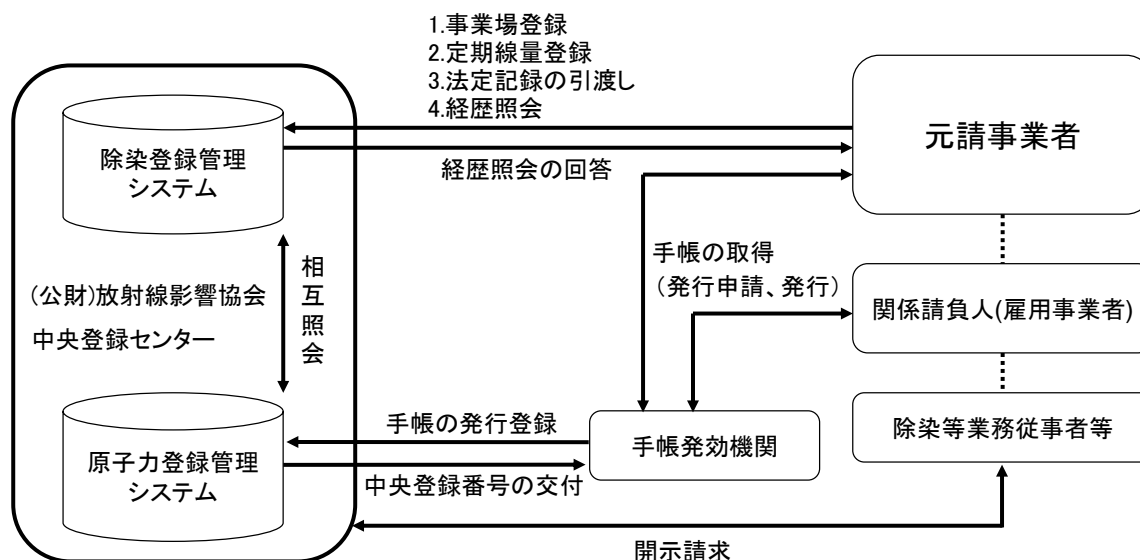 1.事業場登録
2.定期線量登録
3.法定記録の引渡し
4.経歴照会
元請事業者
除染登録管理
システム
経歴照会の回答
手帳の取得
(発行申請、発行)
関係請負人(雇用事業者)
(公財)放射線影響協会
中央登録センター
相互照会
手帳の発行登録
手帳発効機関
除染等業務従事者等
原子力登録管理
システム
中央登録番号の交付
開示請求